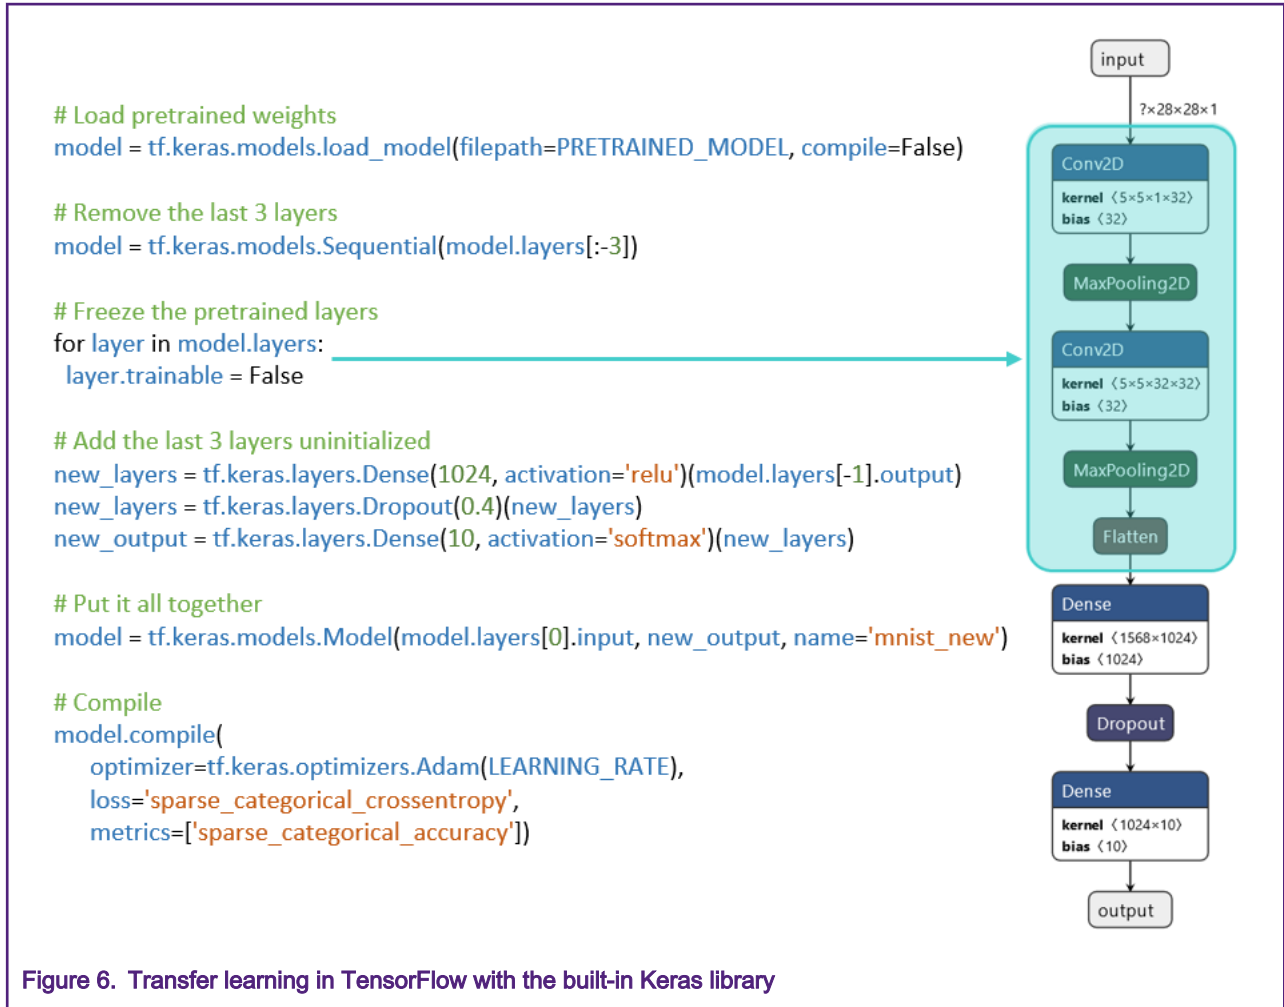 # Load pretrained weights
model = tf.keras.models.load_model(filepath=PRETRAINED_MODEL, compile=False)
# Remove the last 3 layers
model = tf.keras.models.Sequential(model.layers[:-3])
# Freeze the pretrained layers
for layer in model.layers:
layer.trainable = False
# Add the last 3 layers uninitialized
new_layers = tf.keras.layers.Dense(1024, activation='relu')(model.layers[-1].output)
new_layers = tf.keras.layers.Dropout(0.4)(new_layers)
new_output = tf.keras.layers.Dense(10, activation='softmax')(new_layers)
# Put it all together
model = tf.keras.models.Model(model.layers[0].input, new_output, name='mnist_new')
# Compile
model.compile(
optimizer=tf.keras.optimizers.Adam(LEARNING_RATE),
loss='sparse_categorical_crossentropy',
metrics=['sparse_categorical_accuracy'])
input
?×28×28×1
Conv2D
kernel ⟨5×5×1×32⟩
bias ⟨32⟩
MaxPooling2D
Conv2D
kernel ⟨5×5×32×32⟩
bias ⟨32⟩
MaxPooling2D
Flatten
Dense
kernel ⟨1568×1024⟩
bias ⟨1024⟩
Dropout
Dense
kernel ⟨1024×10⟩
bias ⟨10⟩
output
Figure 6. Transfer learning in TensorFlow with the built-in Keras library